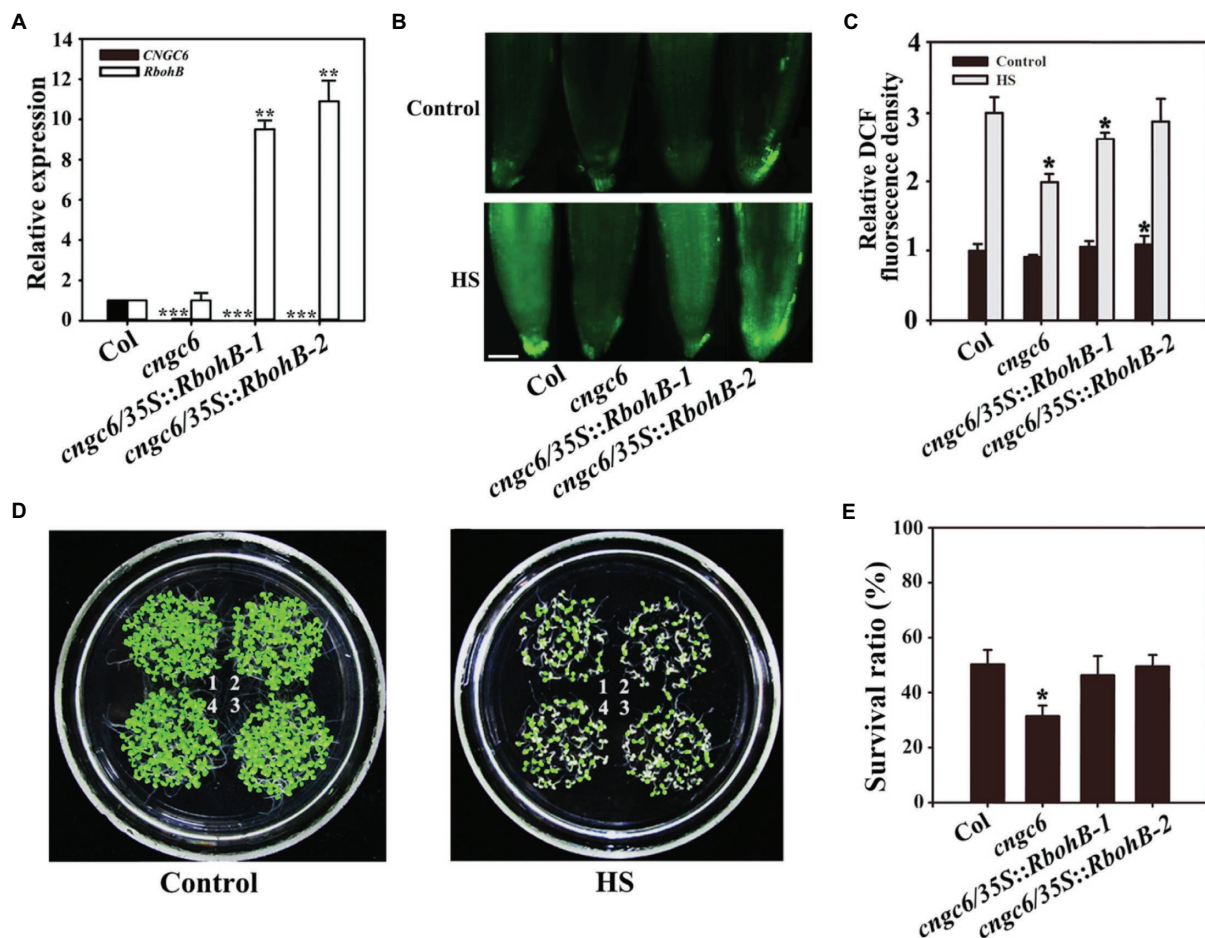 A
14
12
10
8
6
4
2
0
Relative expression
CNGC6
RbohB
***
***
**
***
**
Col
cngc6
cngc6/35S::RbohB-1
cngc6/35S::RbohB-2
B
Control
HS
Col
cngc6
cngc6/35S::RbohB-1
cngc6/35S::RbohB-2
C
4
3
2
1
0
Relative DCF
fluorsecence density
Control
HS
*
*
*
Col
cngc6
cngc6/35S::RbohB-1
cngc6/35S::RbohB-2
D
1 2
4 3
Control
1 2
4 3
HS
E
100
80
60
40
20
0
Survival ratio (%)
*
Col
cngc6
cngc6/35S::RbohB-1
cngc6/35S::RbohB-2